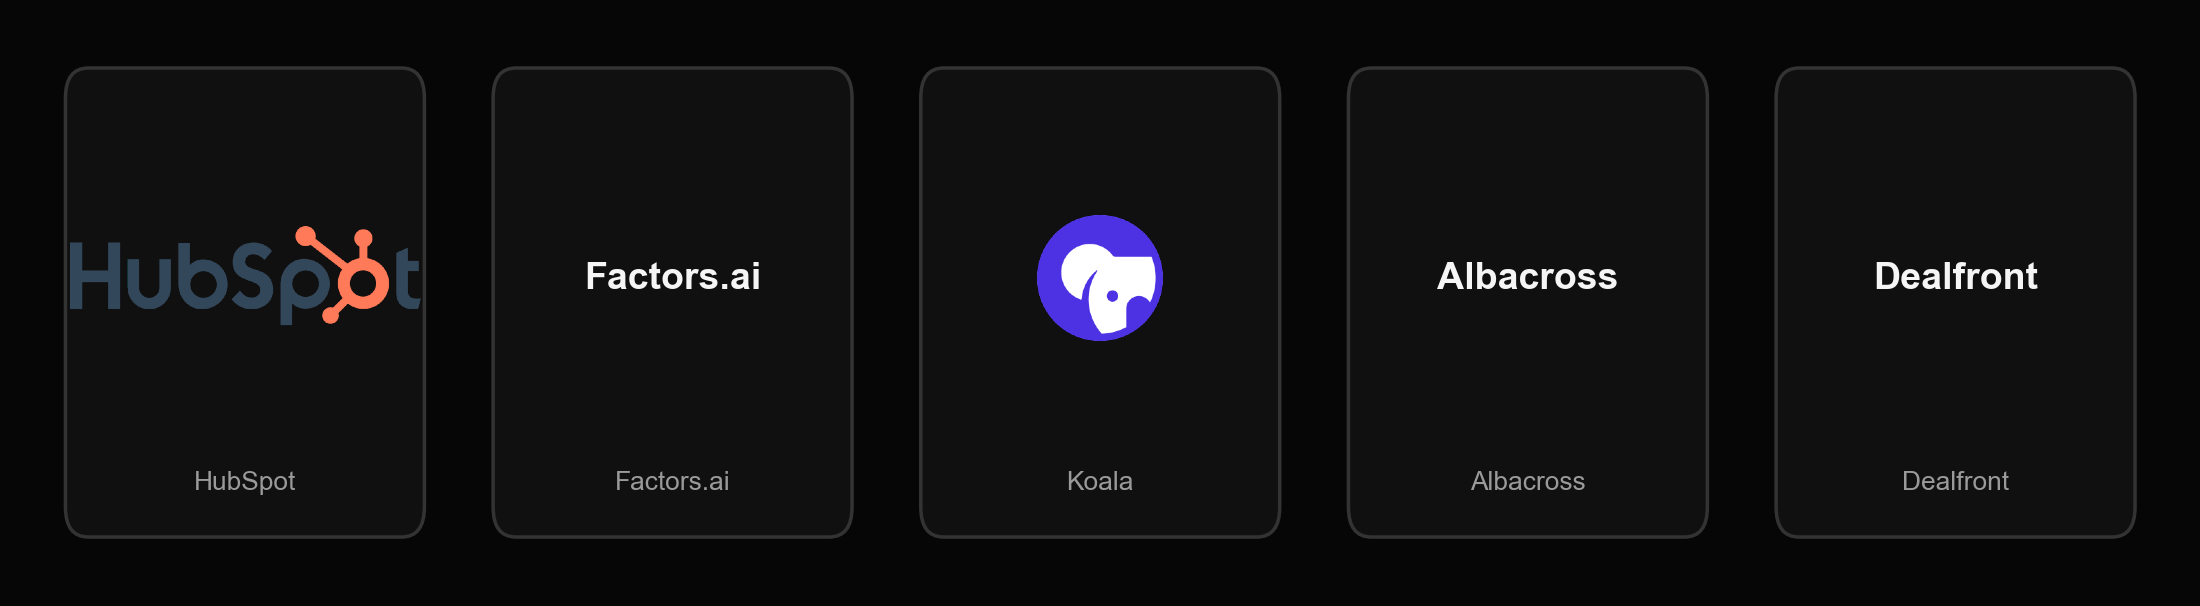 HubSpot
Factors.ai
Albacross
Dealfront
HubSpot
Factors.ai
Koala
Albacross
Dealfront